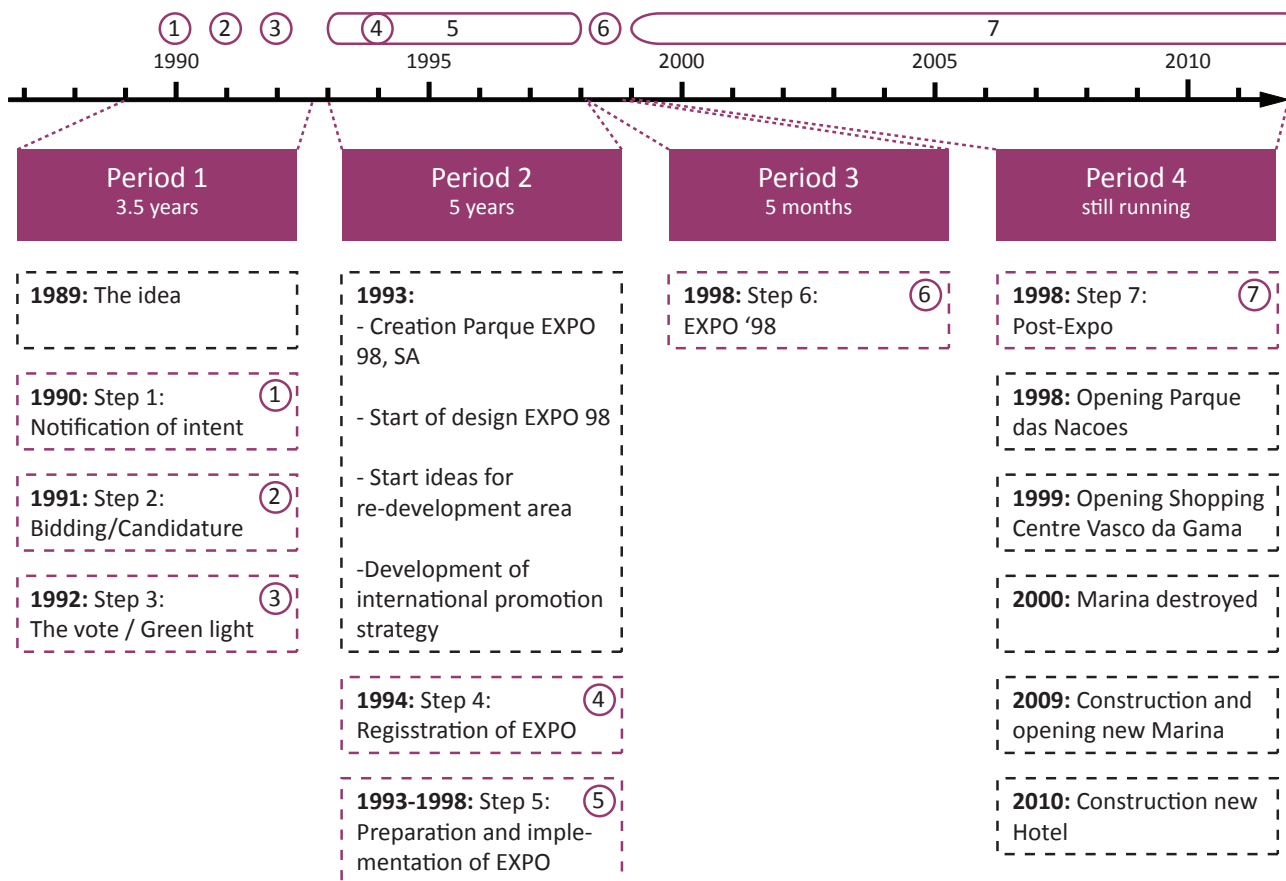 1 2 3 4 5 6 7
1990 1995 2000 2005 2010
Period 1
3.5 years
1989: The idea
1990: Step 1: 1
Notification of intent
1991: Step 2: 2
Bidding/Candidature
1992: Step 3: 3
The vote / Green light
Period 2
5 years
1993:
- Creation Parque EXPO
98, SA
- Start of design EXPO 98
- Start ideas for
re-development area
-Development of
international promotion
strategy
1994: Step 4: 4
Regisstration of EXPO
1993-1998: Step 5: 5
Preparation and imple-
mentation of EXPO
Period 3
5 months
1998: Step 6: 6
EXPO ‘98
Period 4
still running
1998: Step 7: 7
Post-Expo
1998: Opening Parque
das Nacoes
1999: Opening Shopping
Centre Vasco da Gama
2000: Marina destroyed
2009: Construction and
opening new Marina
2010: Construction new
Hotel